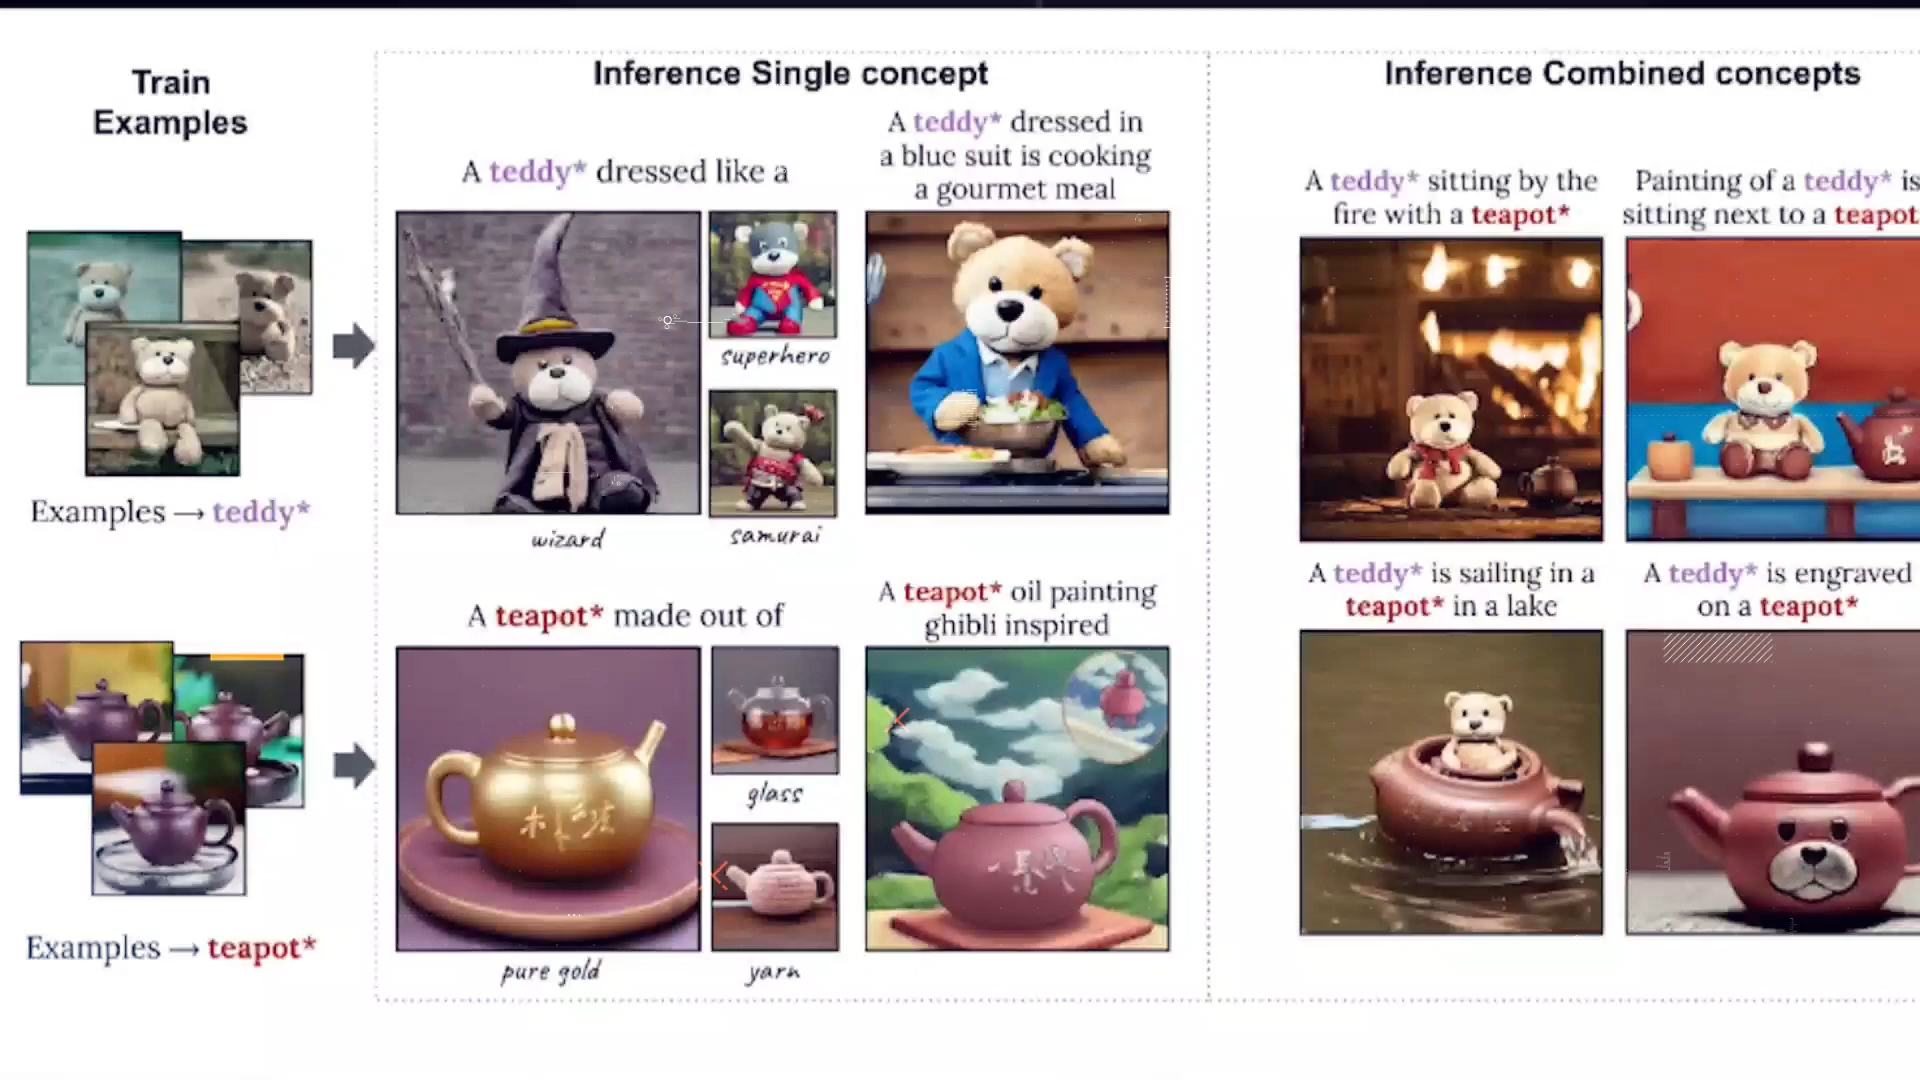 Train
Examples
Examples → teddy*
Examples → teapot*
Inference Single concept
A teddy* dressed like a
wizard
superhero
samurai
A teddy* dressed in
a blue suit is cooking
a gourmet meal
A teapot* made out of
pure gold
glass
yarn
A teapot* oil painting
ghibli inspired
Inference Combined concepts
A teddy* sitting by the
fire with a teapot*
Painting of a teddy* is
sitting next to a teapot
A teddy* is sailing in a
teapot* in a lake
A teddy* is engraved
on a teapot*